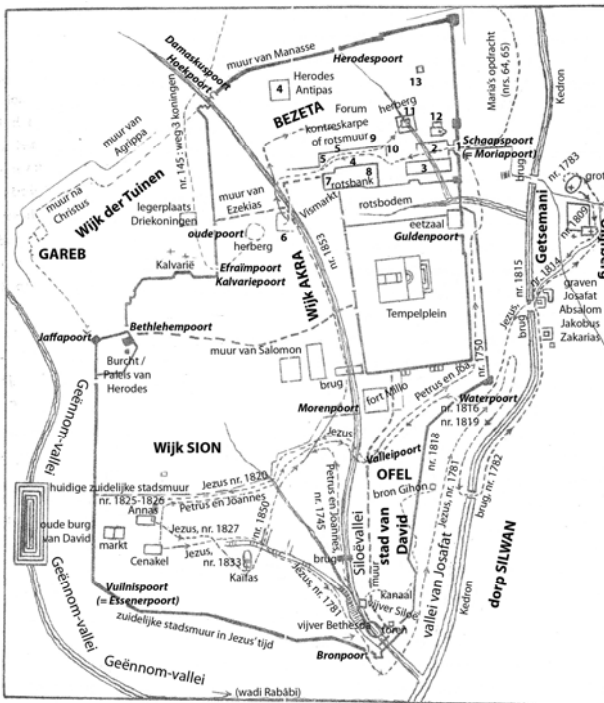 Damaskuspoort
Hoekpoort
muur van Manasse
Herodespoort
4
Herodes
Antipas
BEZETA
13
Forum
herberg
11
12
kontreskarpe
of rotsmuur
9
5
5
4
10
2
1
Schaapspoort
(= Moriapoort)
3
7
8
rotsbank
rotsbodem
Maria's opdracht
(nrs. 64, 65)
Kedron
brug
nr. 1783
grot
nr. 1809
Olijfberg
Getsemani
nr. 1814
nr. 1815
Jezus,
muur van
Agrippa
muur na
Christus
Wijk der Tuinen
nr. 145: weg 3 koningen
muur van
Ezekias
Vismarkt
legerplaats
Driekoningen
oude poort
herberg
6
GAREB
Kalvarië
Efraïmpoort
Kalvariepoort
Wijk AKRA
nr. 1853
eetzaal
Guldenpoort
Tempelplein
graven
Josafat
Absalom
Jakobus
Zakarias
brug
Bethlehempoort
Jaffapoort
Burcht /
Paleis van
Herodes
muur van Salomon
brug
fort Millo
Petrus en Joa.
nr. 1750
Morenpoort
Waterpoort
nr. 1816
nr. 1819
Geënnom-vallei
Wijk SION
Jezus
Valleipoort
OFEL
bron Gihon
nr. 1818
Jezus, nr. 1781
brug, nr. 1782
huidige zuidelijke stadsmuur
Jezus nr. 1820
nr. 1825-1826
Petrus en Joannes
Annas
Jezus, nr. 1827
nr. 1850
Petrus en Joannes
nr. 1745
Siloëvallei
stad van
David
muur
oude burg
van David
markt
Cenakel
Jezus,
nr. 1833
Kaïfas
brug
Jezus, nr. 1781
kanaal
vijver Siloë
vallei van Josafat
dorp SILWAN
Kedron
Vuilnispoort
(= Essenerpoort)
zuidelijke stadsmuur in Jezus' tijd
vijver Bethesda
toren
Bronpoort
Geënnom-vallei
Geënnom-vallei
(wadi Rabâbi)